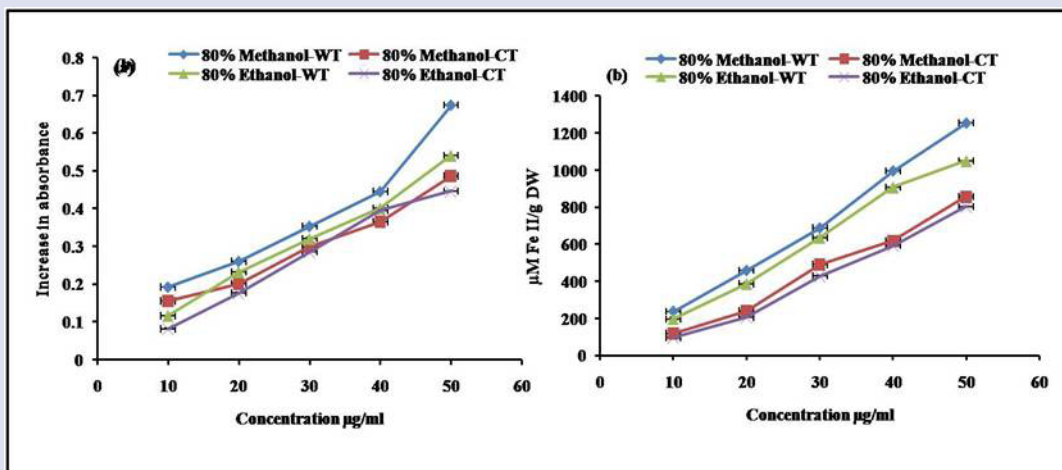 80% Methanol-WT 80% Methanol-CT
80% Ethanol-WT 80% Ethanol-CT
Increase in absorbance
0.8
0.7
0.6
0.5
0.4
0.3
0.2
0.1
0
0 10 20 30 40 50 60
Concentration µg/ml
(b)
80% Methanol-WT 80% Methanol-CT
80% Ethanol-WT 80% Ethanol-CT
µM Fe II/g DW
1400
1200
1000
800
600
400
200
0
0 10 20 30 40 50 60
Concentration µg/ml